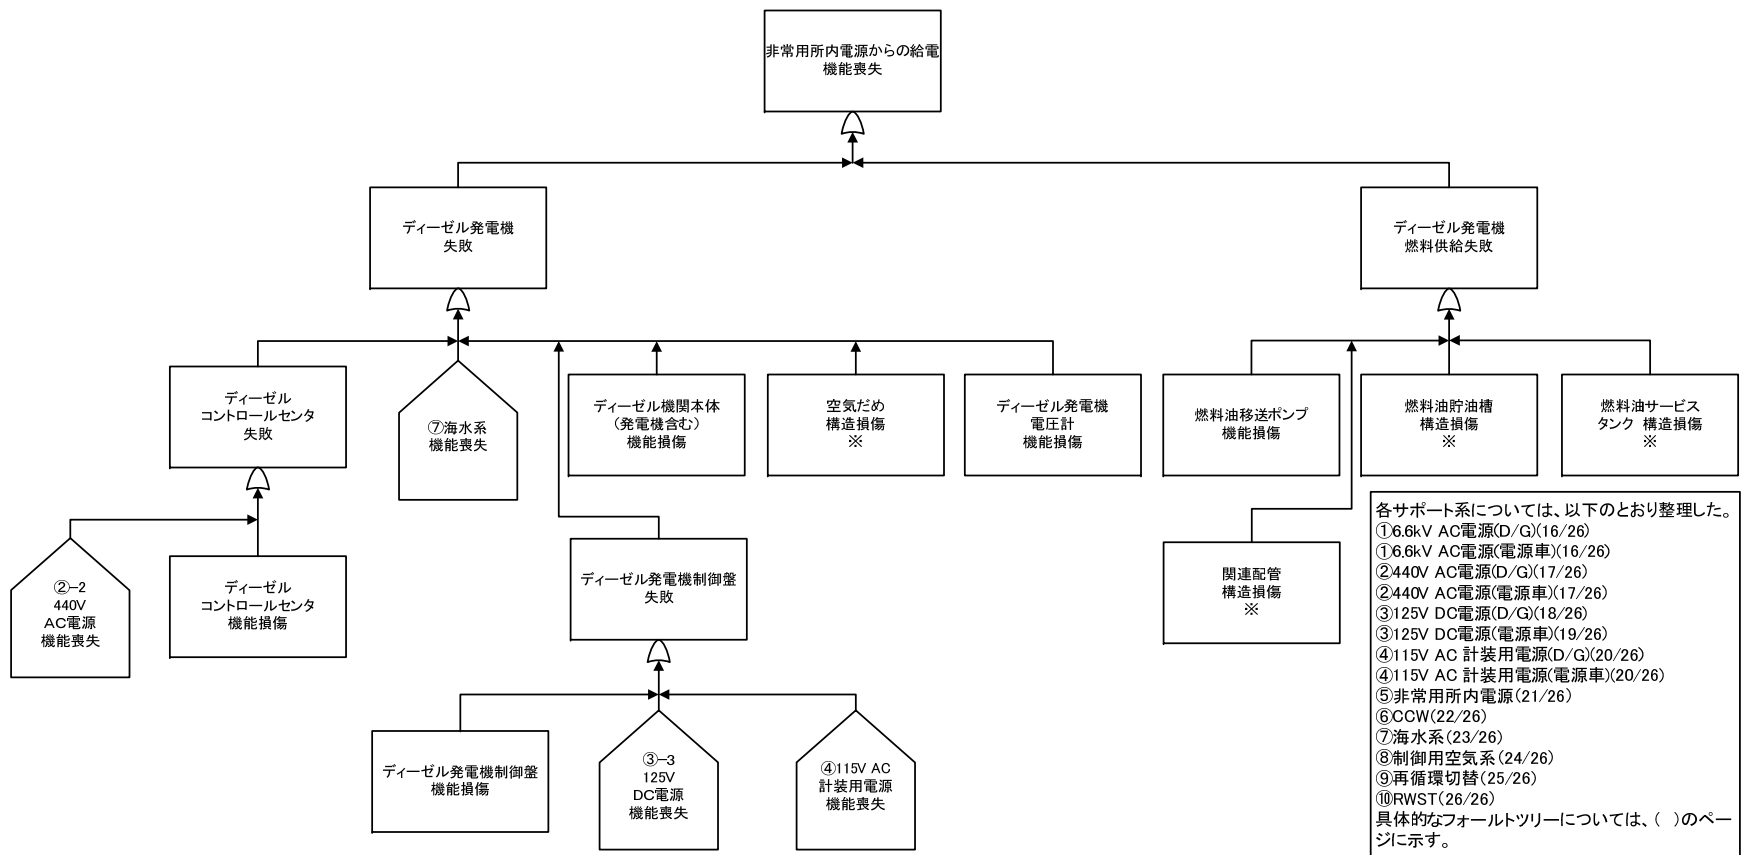 非常用所内電源からの給電
機能喪失
ディーゼル発電機
失敗
ディーゼル発電機
燃料供給失敗
ディーゼル
コントロールセンタ
失敗
⑦海水系
機能喪失
ディーゼル機関本体
(発電機含む)
機能損傷
空気だめ
構造損傷
※
ディーゼル発電機
電圧計
機能損傷
燃料油移送ポンプ
機能損傷
燃料油貯油槽
構造損傷
※
燃料油サービス
タンク 構造損傷
※
②-2
440V
AC電源
機能喪失
ディーゼル
コントロールセンタ
機能損傷
ディーゼル発電機制御盤
失敗
関連配管
構造損傷
※
ディーゼル発電機制御盤
機能損傷
③-3
125V
DC電源
機能喪失
④115V AC
計装用電源
機能喪失
各サポート系については、以下のとおり整理した。
①6.6kV AC電源(D/G)(16/26)
①6.6kV AC電源(電源車)(16/26)
②440V AC電源(D/G)(17/26)
②440V AC電源(電源車)(17/26)
③125V DC電源(D/G)(18/26)
③125V DC電源(電源車)(19/26)
④115V AC 計装用電源(D/G)(20/26)
④115V AC 計装用電源(電源車)(20/26)
⑤非常用所内電源(21/26)
⑥CCW(22/26)
⑦海水系(23/26)
⑧制御用空気系(24/26)
⑨再循環切替(25/26)
⑩RWST(26/26)
具体的なフォールトツリーについては、( )のペー
ジに示す。